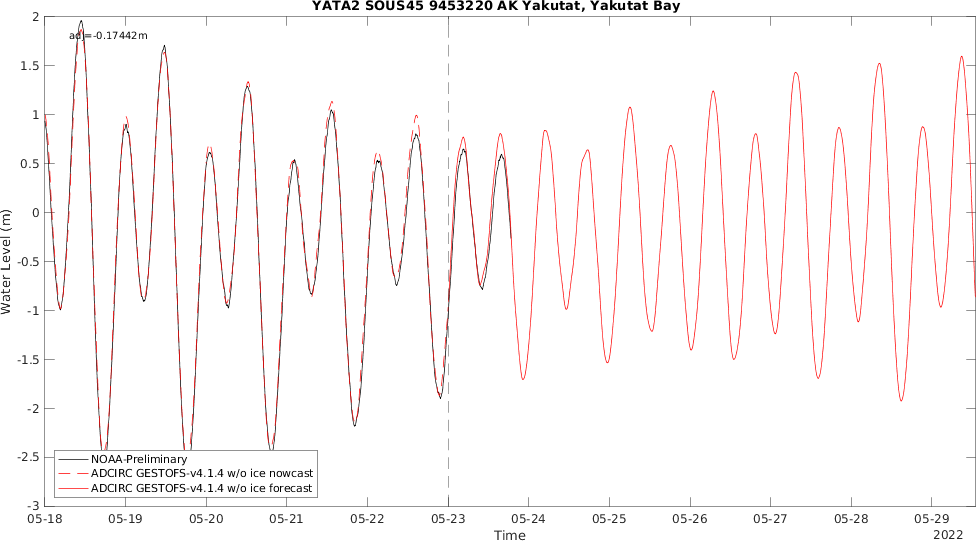 YATA2 SOUS45 9453220 AK Yakutat, Yakutat Bay
adj=-0.17442m
Water Level (m)
2
1.5
1
0.5
0
-0.5
-1
-1.5
-2
-2.5
-3
NOAA-Preliminary
ADCIRC GESTOFS-v4.1.4 w/o ice nowcast
ADCIRC GESTOFS-v4.1.4 w/o ice forecast
05-18 05-19 05-20 05-21 05-22 05-23 05-24 05-25 05-26 05-27 05-28 05-29
Time
2022